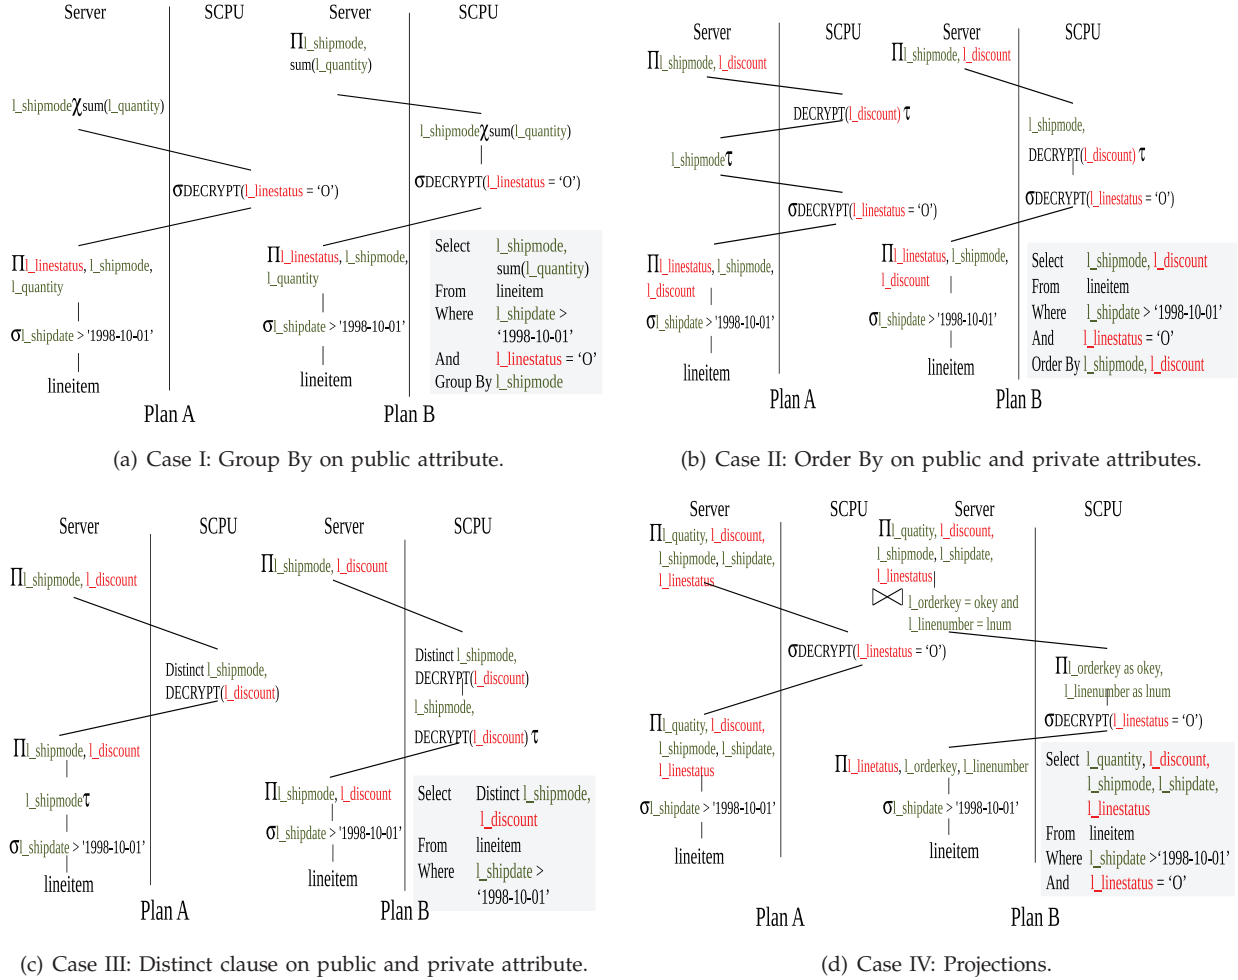 Server
SCPU
Server
SCPU
Πl_shipmode,
sum(l_quantity)
l_shipmodeχsum(l_quantity)
l_shipmodeχsum(l_quantity)
σDECRYPT(l_linestatus = ‘O’)
σDECRYPT(l_linestatus = ‘O’)
Πl_linestatus, l_shipmode,
l_quantity
Πl_linestatus, l_shipmode,
l_quantity
σl_shipdate > '1998-10-01’
σl_shipdate > '1998-10-01’
lineitem
lineitem
Select l_shipmode,
sum(l_quantity)
From lineitem
Where l_shipdate >
‘1998-10-01’
And l_linestatus = ‘O’
Group By l_shipmode
Plan A
Plan B
(a) Case I: Group By on public attribute.
Server
SCPU
Server
SCPU
Πl_shipmode, l_discount
Πl_shipmode, l_discount
DECRYPT(l_discount) τ
l_shipmode,
DECRYPT(l_discount) τ
l_shipmodeτ
σDECRYPT(l_linestatus = ‘O’)
σDECRYPT(l_linestatus = ‘O’)
Πl_linestatus, l_shipmode,
l_discount
Πl_linestatus, l_shipmode,
l_discount
σl_shipdate > '1998-10-01’
σl_shipdate > '1998-10-01’
lineitem
lineitem
Select l_shipmode, l_discount
From lineitem
Where l_shipdate > ‘1998-10-01’
And l_linestatus = ‘O’
Order By l_shipmode, l_discount
Plan A
Plan B
(b) Case II: Order By on public and private attributes.
Server
SCPU
Server
SCPU
Πl_shipmode, l_discount
Πl_shipmode, l_discount
Distinct l_shipmode,
DECRYPT(l_discount)
Distinct l_shipmode,
DECRYPT(l_discount)
l_shipmode,
DECRYPT(l_discount) τ
Πl_shipmode, l_discount
l_shipmodeτ
Πl_shipmode, l_discount
σl_shipdate > '1998-10-01’
σl_shipdate > '1998-10-01’
lineitem
lineitem
Select Distinct l_shipmode,
l_discount
From lineitem
Where l_shipdate >
‘1998-10-01’
Plan A
Plan B
(c) Case III: Distinct clause on public and private attribute.
Server
SCPU
Server
SCPU
Πl_quatity, l_discount,
l_shipmode, l_shipdate,
l_linestatus
Πl_quatity, l_discount,
l_shipmode, l_shipdate,
l_linestatus
l_orderkey = okey and
l_linenumber = lnum
σDECRYPT(l_linestatus = ‘O’)
Πl_orderkey as okey,
l_linenumber as lnum
σDECRYPT(l_linestatus = ‘O’)
Πl_quatity, l_discount,
l_shipmode, l_shipdate,
l_linestatus
Πl_linetatus, l_orderkey, l_linenumber
σl_shipdate > '1998-10-01’
σl_shipdate > '1998-10-01’
lineitem
lineitem
Select l_quantity, l_discount,
l_shipmode, l_shipdate,
l_linestatus
From lineitem
Where l_shipdate >‘1998-10-01’
And l_linestatus = ‘O’
Plan A
Plan B
(d) Case IV: Projections.